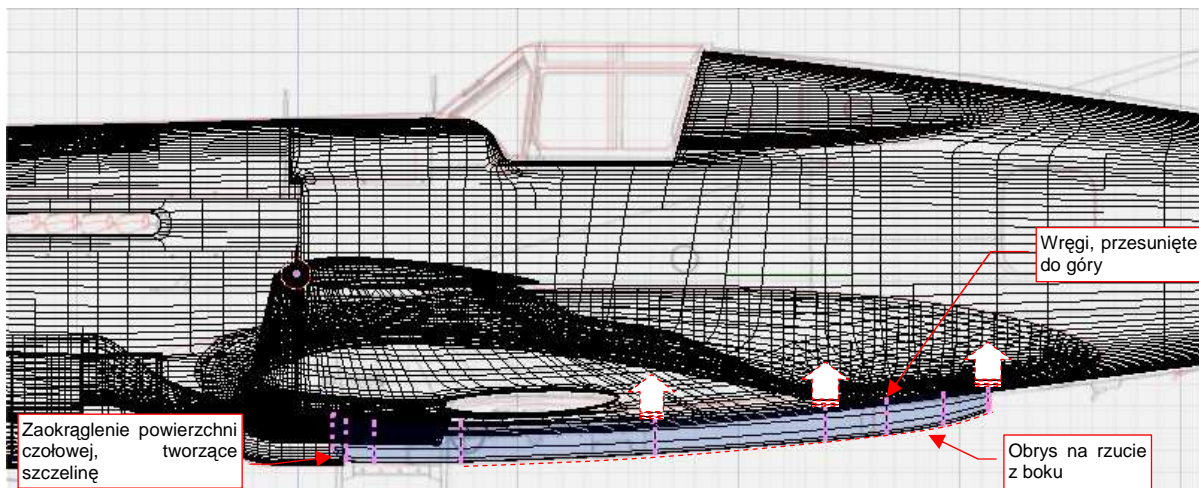 Wręgi, przesunięte
do góry
Zaokrąglenie powierzchni
czołowej, tworzące
szczelinę
Obrys na rzucie
z boku